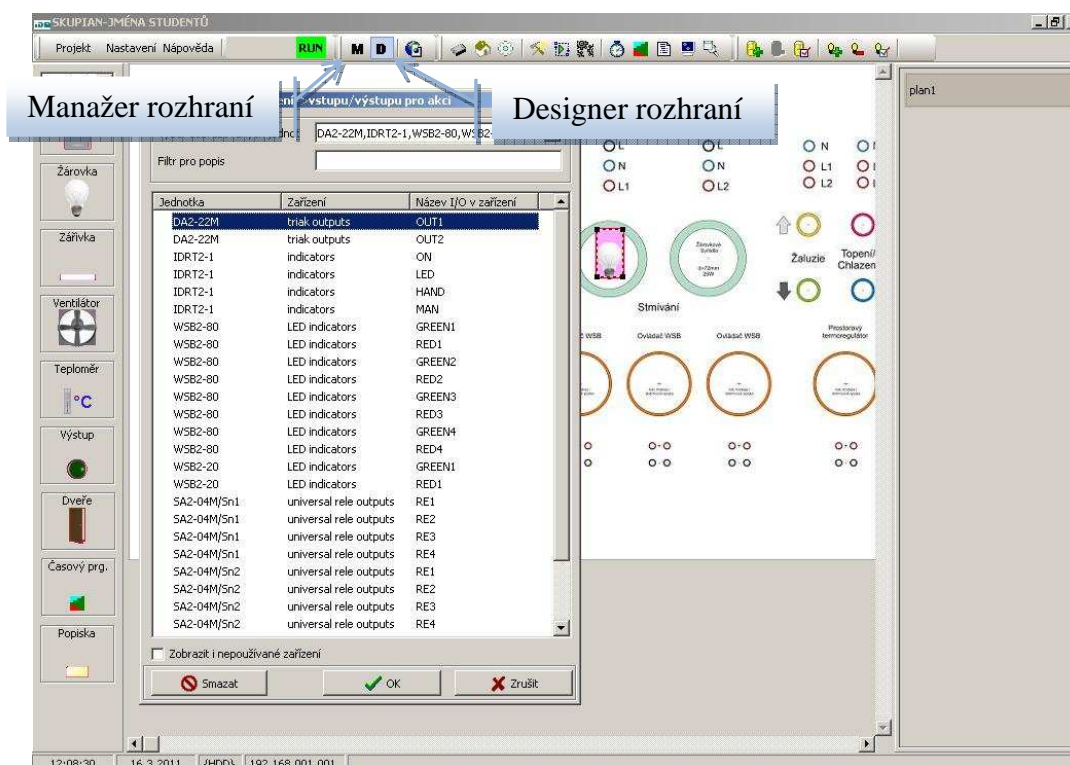 SKUPIAN-JMÉNA STUDENTŮ
Projekt Nastavení Nápověda RUN M D
Manažer rozhraní
Designer rozhraní
vstupu/výstupu pro akci
DA2-22M,IDRT2-1,WSB2-80,WSB2-
Filtr pro popis
Jednotka Zařízení Název I/O v zařízení
DA2-22M triak outputs OUT1
DA2-22M triak outputs OUT2
IDRT2-1 indicators ON
IDRT2-1 indicators LED
IDRT2-1 indicators HAND
IDRT2-1 indicators MAN
WSB2-80 LED indicators GREEN1
WSB2-80 LED indicators RED1
WSB2-80 LED indicators GREEN2
WSB2-80 LED indicators RED2
WSB2-80 LED indicators GREEN3
WSB2-80 LED indicators RED3
WSB2-80 LED indicators GREEN4
WSB2-80 LED indicators RED4
WSB2-20 LED indicators GREEN1
WSB2-20 LED indicators RED1
SA2-04M/Sn1 universal rele outputs RE1
SA2-04M/Sn1 universal rele outputs RE2
SA2-04M/Sn1 universal rele outputs RE3
SA2-04M/Sn1 universal rele outputs RE4
SA2-04M/Sn2 universal rele outputs RE1
SA2-04M/Sn2 universal rele outputs RE2
SA2-04M/Sn2 universal rele outputs RE3
SA2-04M/Sn2 universal rele outputs RE4
Zobrazit i nepoužívané zařízení
Smazat OK Zrušit
Žárovka
Zářivka
Ventilátor
Teploměr
°C
Výstup
Dveře
Časový prg.
Popiska
L L N
N N L1
L1 L2 L2
Žaluzie
Topení/
Chlazen
Stmívání
WSB Ovladač WSB Ovladač WSB
Prostorový
termoregulátor
plan1
12:08:30 16.3.2011 {HDD} 192.168.001.001